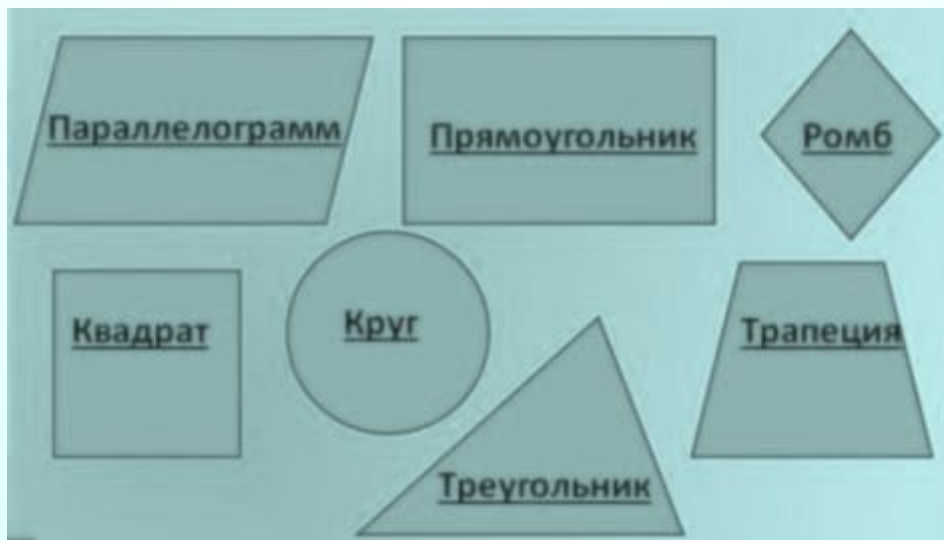 Параллелограмм
Прямоугольник
Ромб
Квадрат
Круг
Трапеция
Треугольник